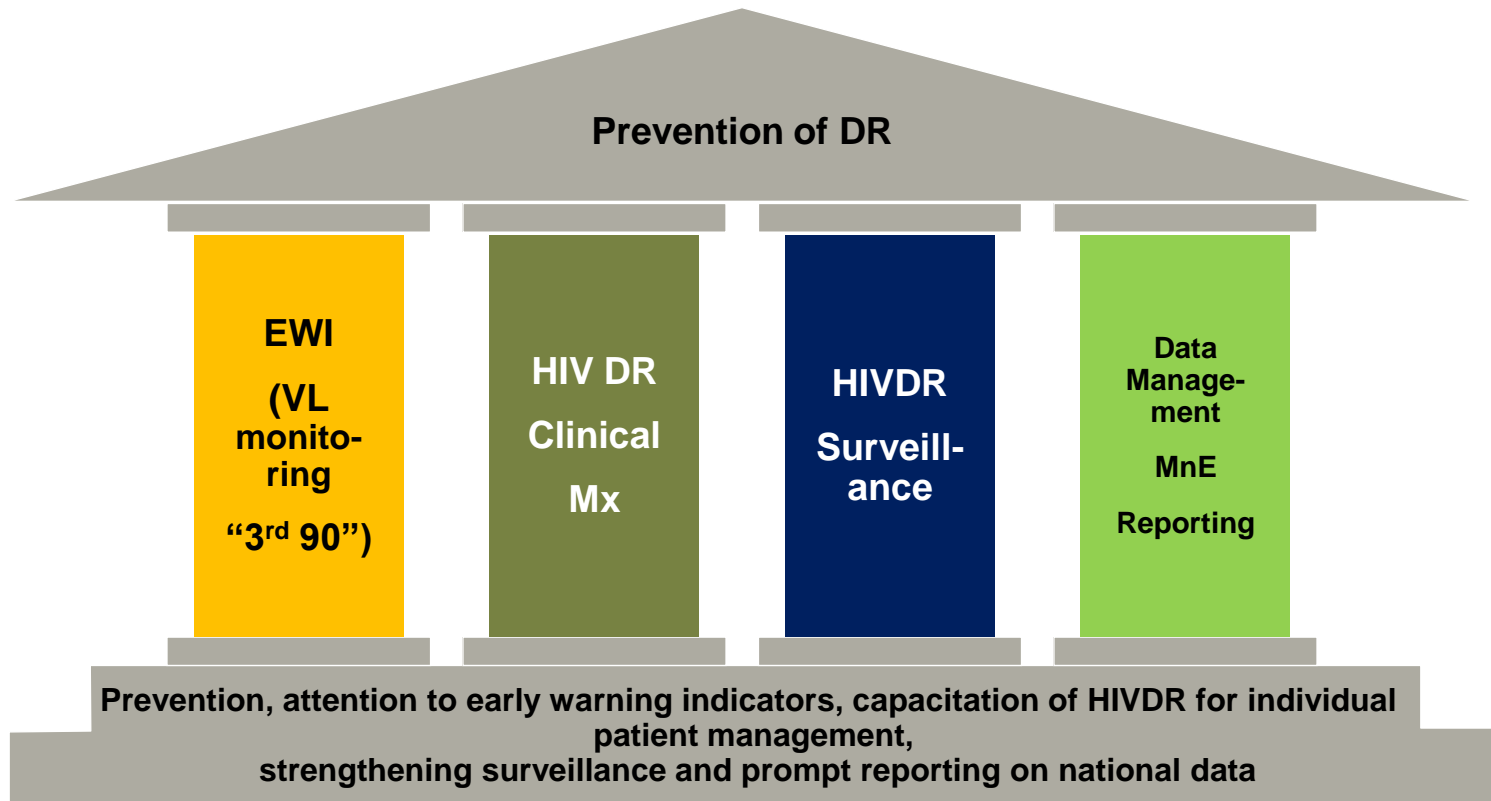 Prevention of DR
EWI
(VL
monito-
ring
“3rd 90”)
HIV DR
Clinical
Mx
HIVDR
Surveill-
ance
Data
Manage-
ment
MnE
Reporting
Prevention, attention to early warning indicators, capacitation of HIVDR for individual
patient management,
strengthening surveillance and prompt reporting on national data